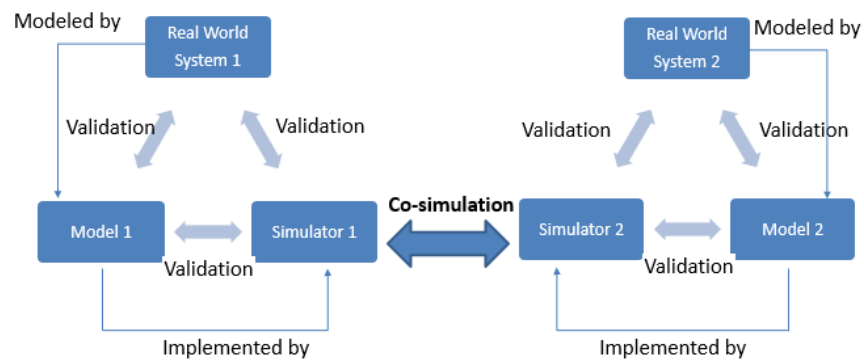 Modeled by
Real World
System 1
Real World
System 2
Modeled by
Validation
Validation
Validation
Validation
Model 1
Simulator 1
Co-simulation
Simulator 2
Model 2
Validation
Validation
Implemented by
Implemented by